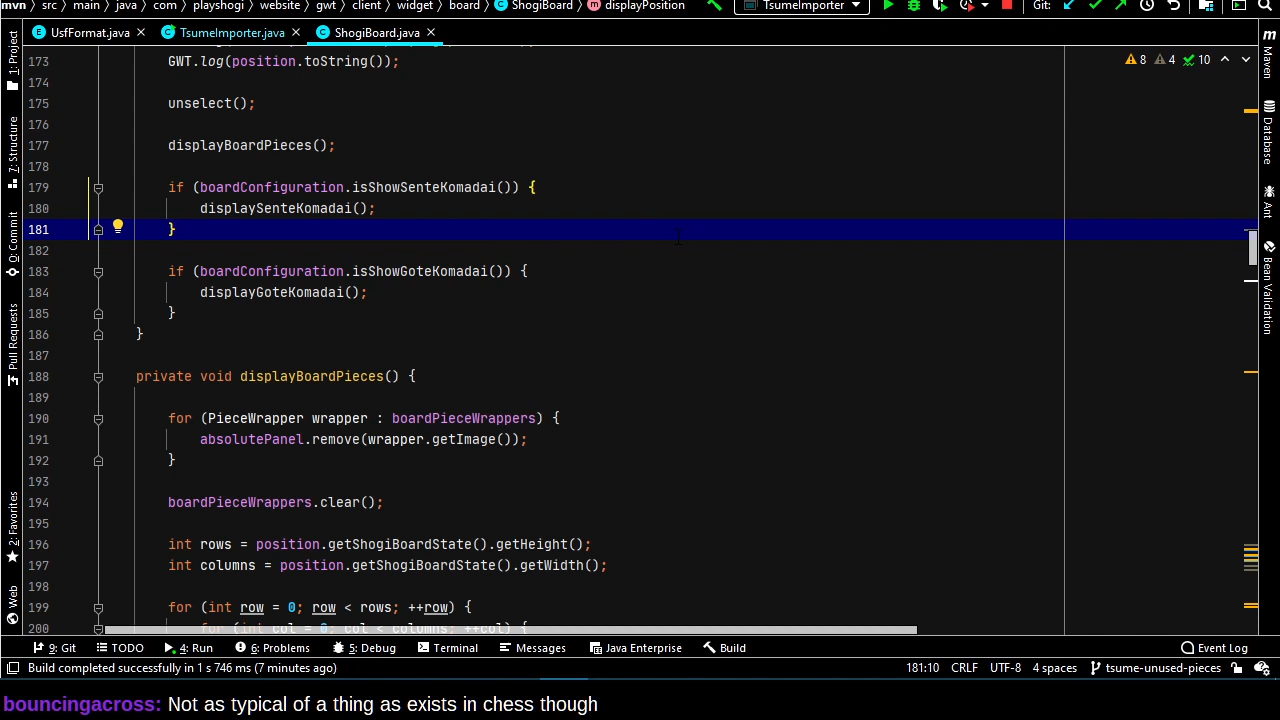 mvn 〉 src 〉 main 〉 java 〉 com 〉 playshogi 〉 website 〉 gwt 〉 client 〉 widget 〉 board 〉 ShogiBoard 〉 displayPosition TsumeImporter Git:
UsfFormat.java TsumeImporter.java ShogiBoard.java
8 4 10
173 GWT.log(position.toString());
174
175 unselect();
176
177 displayBoardPieces();
178
179 if (boardConfiguration.isShowSenteKomadai()) {
180 displaySenteKomadai();
181 }
182
183 if (boardConfiguration.isShowGoteKomadai()) {
184 displayGoteKomadai();
185 }
186 }
187
188 private void displayBoardPieces() {
189
190 for (PieceWrapper wrapper : boardPieceWrappers) {
191 absolutePanel.remove(wrapper.getImage());
192 }
193
194 boardPieceWrappers.clear();
195
196 int rows = position.getShogiBoardState().getHeight();
197 int columns = position.getShogiBoardState().getWidth();
198
199 for (int row = 0; row < rows; ++row) {
200 for (int col = 0; col < columns; ++col) {
1: Project
7: Structure
0: Commit
Pull Requests
2: Favorites
Web
Maven
Database
Ant
Bean Validation
9: Git TODO 4: Run 6: Problems 5: Debug Terminal Messages Java Enterprise Build Event Log
Build completed successfully in 1 s 746 ms (7 minutes ago) 181:10 CRLF UTF-8 4 spaces tsume-unused-pieces
bouncingacross: Not as typical of a thing as exists in chess though